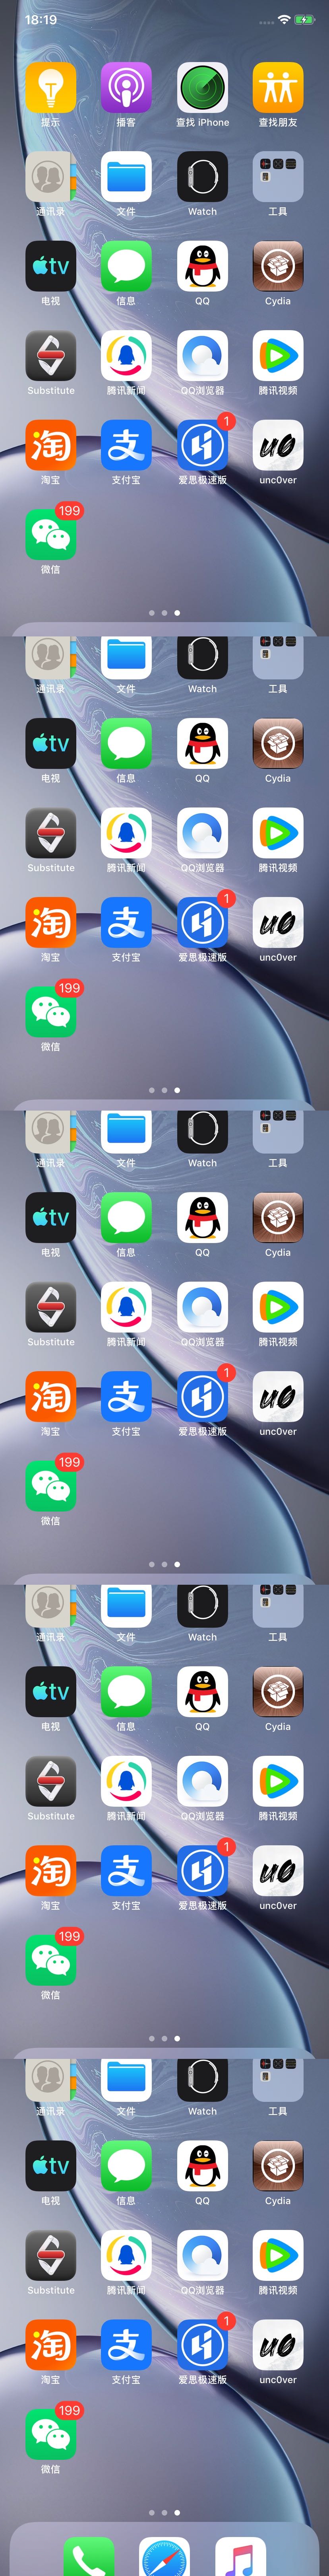 18:19
提示 播客 查找 iPhone 查找朋友
通讯录 文件 Watch 工具
tv
电视 信息 QQ Cydia
Substitute 腾讯新闻 QQ浏览器 腾讯视频
淘 支 1 u0
淘宝 支付宝 爱思极速版 unc0ver
199
微信
通讯录 文件 Watch 工具
tv
电视 信息 QQ Cydia
Substitute 腾讯新闻 QQ浏览器 腾讯视频
淘 支 1 u0
淘宝 支付宝 爱思极速版 unc0ver
199
微信
通讯录 文件 Watch 工具
tv
电视 信息 QQ Cydia
Substitute 腾讯新闻 QQ浏览器 腾讯视频
淘 支 1 u0
淘宝 支付宝 爱思极速版 unc0ver
199
微信
通讯录 文件 Watch 工具
tv
电视 信息 QQ Cydia
Substitute 腾讯新闻 QQ浏览器 腾讯视频
淘 支 1 u0
淘宝 支付宝 爱思极速版 unc0ver
199
微信
通讯录 文件 Watch 工具
tv
电视 信息 QQ Cydia
Substitute 腾讯新闻 QQ浏览器 腾讯视频
淘 支 1 u0
淘宝 支付宝 爱思极速版 unc0ver
199
微信